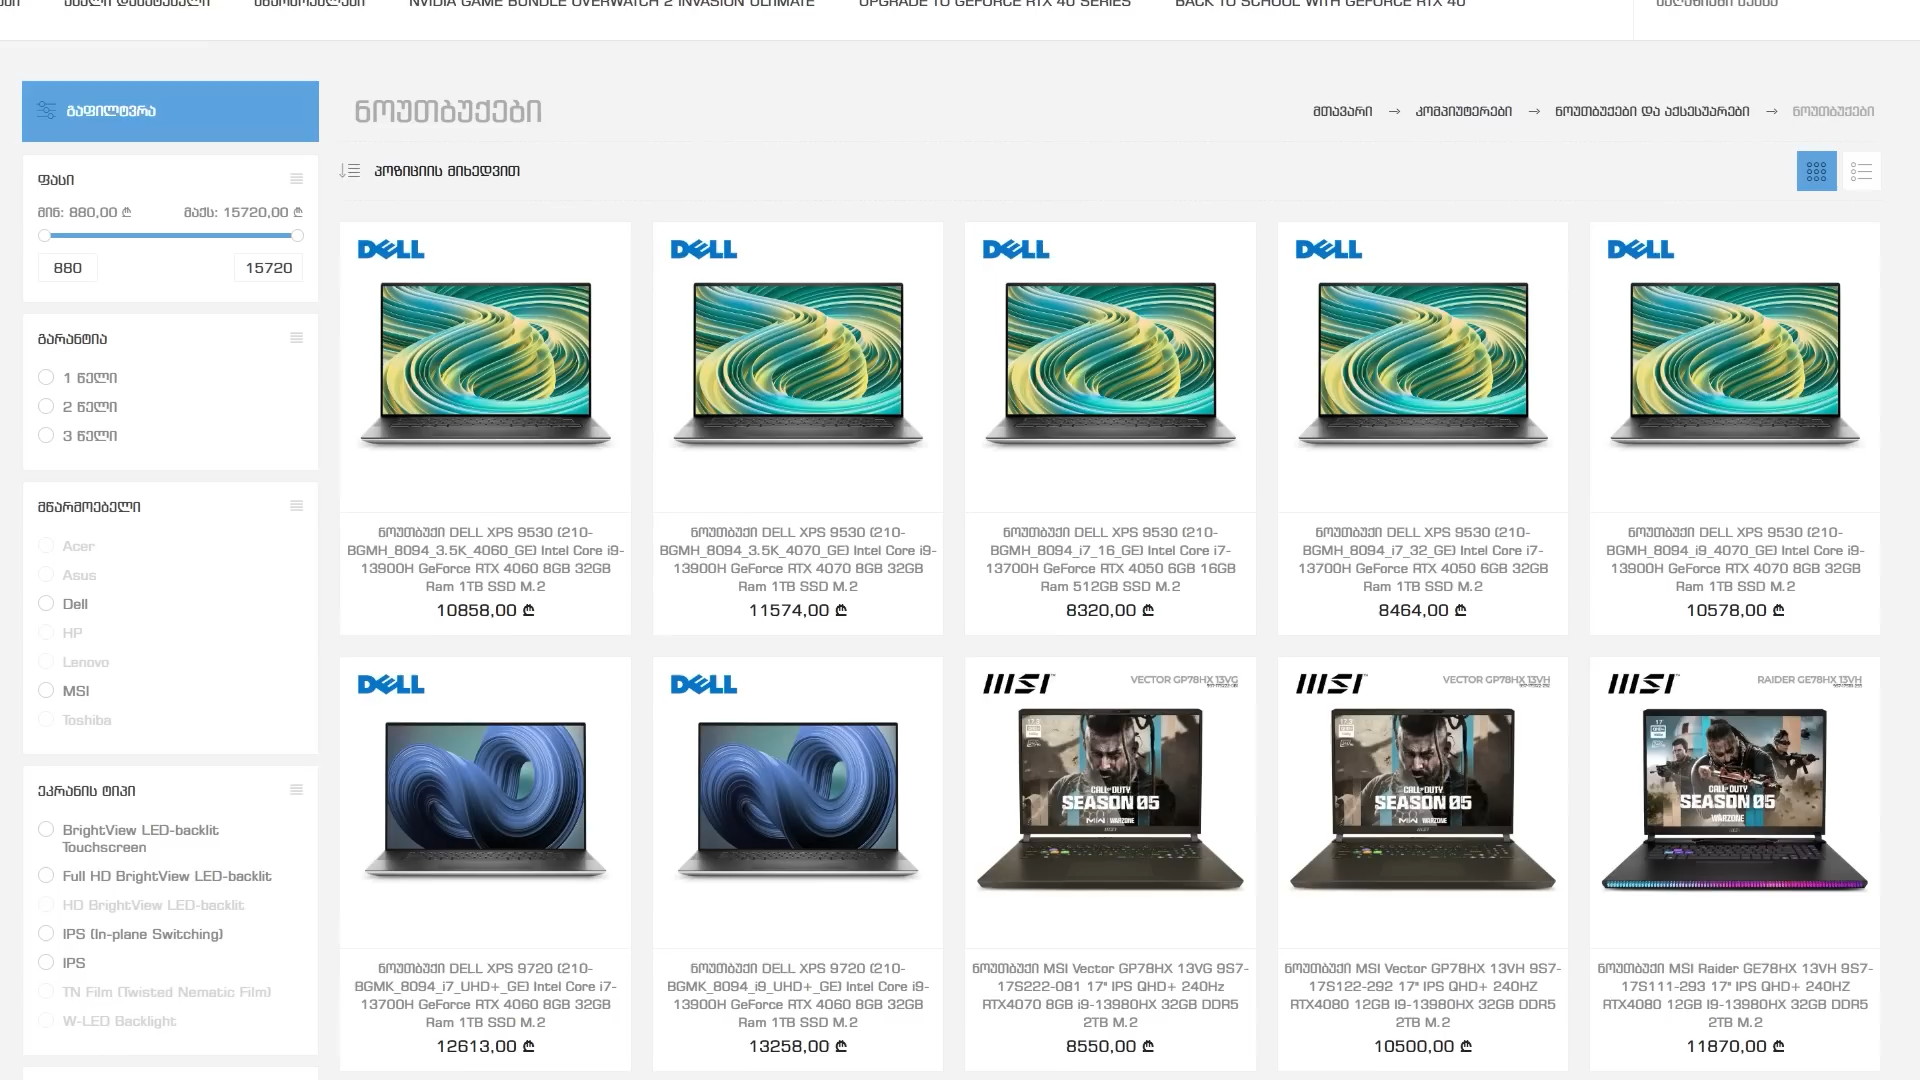 NVIDIA GAME BUNDLE OVERWATCH 2 INVASION ULTIMATE
UPGRADE TO GEFORCE RTX 40 SERIES
BACK TO SCHOOL WITH GEFORCE RTX 40
გაფილტვრა
ნოუთბუქები
მთავარი → კომპიუტერები → ნოუთბუქები და აქსესუარები → ნოუთბუქები
პოზიციის მიხედვით
ფასი
მინ: 880,00 ₾ მაქს: 15720,00 ₾
880 15720
გარანტია
1 წელი
2 წელი
3 წელი
მწარმოებელი
Acer
Asus
Dell
HP
Lenovo
MSI
Toshiba
ეკრანის ტიპი
BrightView LED-backlit
Touchscreen
Full HD BrightView LED-backlit
HD BrightView LED-backlit
IPS (In-plane Switching)
IPS
TN Film (Twisted Nematic Film)
W-LED Backlight
DELL
ნოუთბუქი DELL XPS 9530 (210-
BGMH_8094_3.5K_4060_GE) Intel Core i9-
13900H GeForce RTX 4060 8GB 32GB
Ram 1TB SSD M.2
10858,00 ₾
DELL
ნოუთბუქი DELL XPS 9530 (210-
BGMH_8094_3.5K_4070_GE) Intel Core i9-
13900H GeForce RTX 4070 8GB 32GB
Ram 1TB SSD M.2
11574,00 ₾
DELL
ნოუთბუქი DELL XPS 9530 (210-
BGMH_8094_i7_16_GE) Intel Core i7-
13700H GeForce RTX 4050 6GB 16GB
Ram 512GB SSD M.2
8320,00 ₾
DELL
ნოუთბუქი DELL XPS 9530 (210-
BGMH_8094_i7_32_GE) Intel Core i7-
13700H GeForce RTX 4050 6GB 32GB
Ram 1TB SSD M.2
8464,00 ₾
DELL
ნოუთბუქი DELL XPS 9530 (210-
BGMH_8094_i9_4070_GE) Intel Core i9-
13900H GeForce RTX 4070 8GB 32GB
Ram 1TB SSD M.2
10578,00 ₾
DELL
ნოუთბუქი DELL XPS 9720 (210-
BGMK_8094_i7_UHD+_GE) Intel Core i7-
13700H GeForce RTX 4060 8GB 32GB
Ram 1TB SSD M.2
12613,00 ₾
DELL
ნოუთბუქი DELL XPS 9720 (210-
BGMK_8094_i9_UHD+_GE) Intel Core i9-
13900H GeForce RTX 4060 8GB 32GB
Ram 1TB SSD M.2
13258,00 ₾
MSI
VECTOR GP78HX 13VG
CALL OF DUTY
SEASON 05
WARZONE
ნოუთბუქი MSI Vector GP78HX 13VG 9S7-
17S222-081 17" IPS QHD+ 240Hz
RTX4070 8GB i9-13980HX 32GB DDR5
2TB M.2
8550,00 ₾
MSI
VECTOR GP78HX 13VH
CALL OF DUTY
SEASON 05
WARZONE
ნოუთბუქი MSI Vector GP78HX 13VH 9S7-
17S122-292 17" IPS QHD+ 240HZ
RTX4080 12GB I9-13980HX 32GB DDR5
2TB M.2
10500,00 ₾
MSI
RAIDER GE78HX 13VH
CALL OF DUTY
SEASON 05
WARZONE
ნოუთბუქი MSI Raider GE78HX 13VH 9S7-
17S111-293 17" IPS QHD+ 240HZ
RTX4080 12GB I9-13980HX 32GB DDR5
2TB M.2
11870,00 ₾